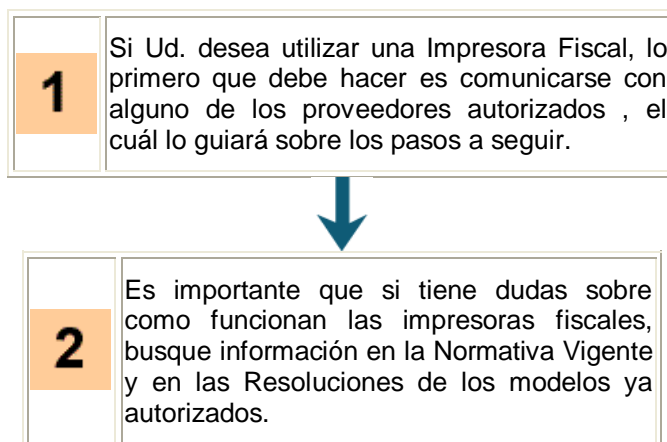 1
Si Ud. desea utilizar una Impresora Fiscal, lo
primero que debe hacer es comunicarse con
alguno de los proveedores autorizados , el
cuál lo guiará sobre los pasos a seguir.
2
Es importante que si tiene dudas sobre
como funcionan las impresoras fiscales,
busque información en la Normativa Vigente
y en las Resoluciones de los modelos ya
autorizados.